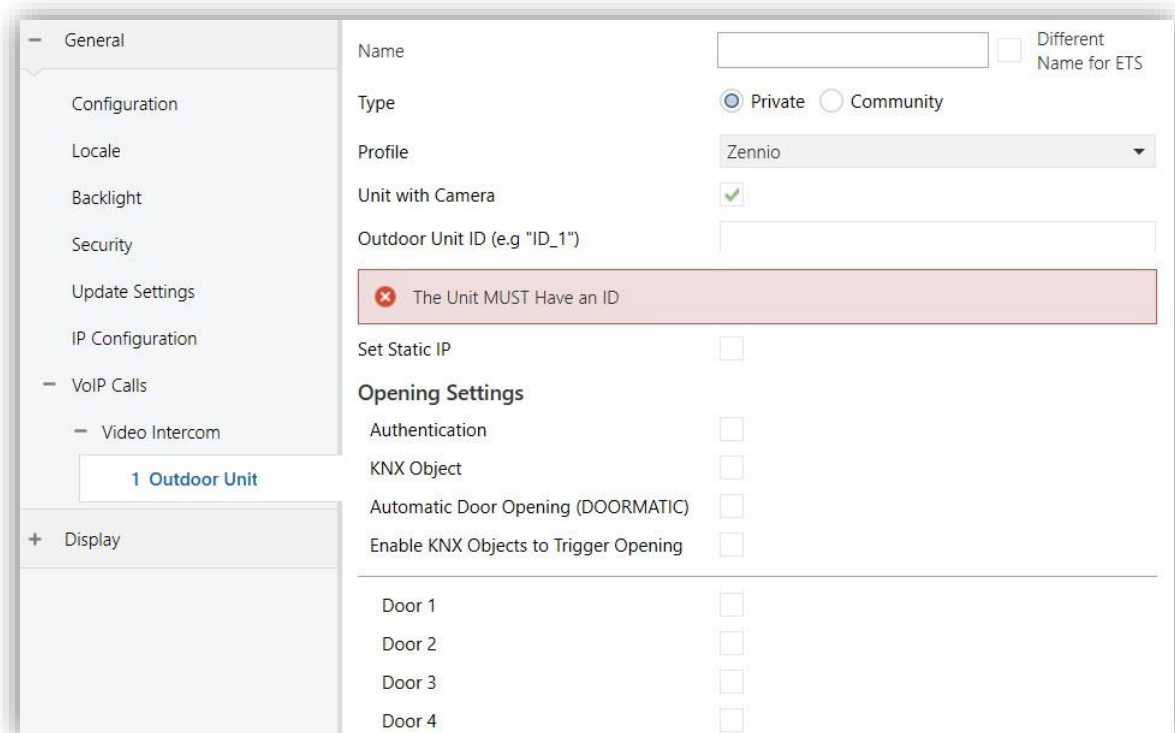 General
Configuration
Locale
Backlight
Security
Update Settings
IP Configuration
VoIP Calls
Video Intercom
1 Outdoor Unit
Display
Name
Different
Name for ETS
Type
Private Community
Profile
Zennio
Unit with Camera
Outdoor Unit ID (e.g "ID_1")
The Unit MUST Have an ID
Set Static IP
Opening Settings
Authentication
KNX Object
Automatic Door Opening (DOORMATIC)
Enable KNX Objects to Trigger Opening
Door 1
Door 2
Door 3
Door 4